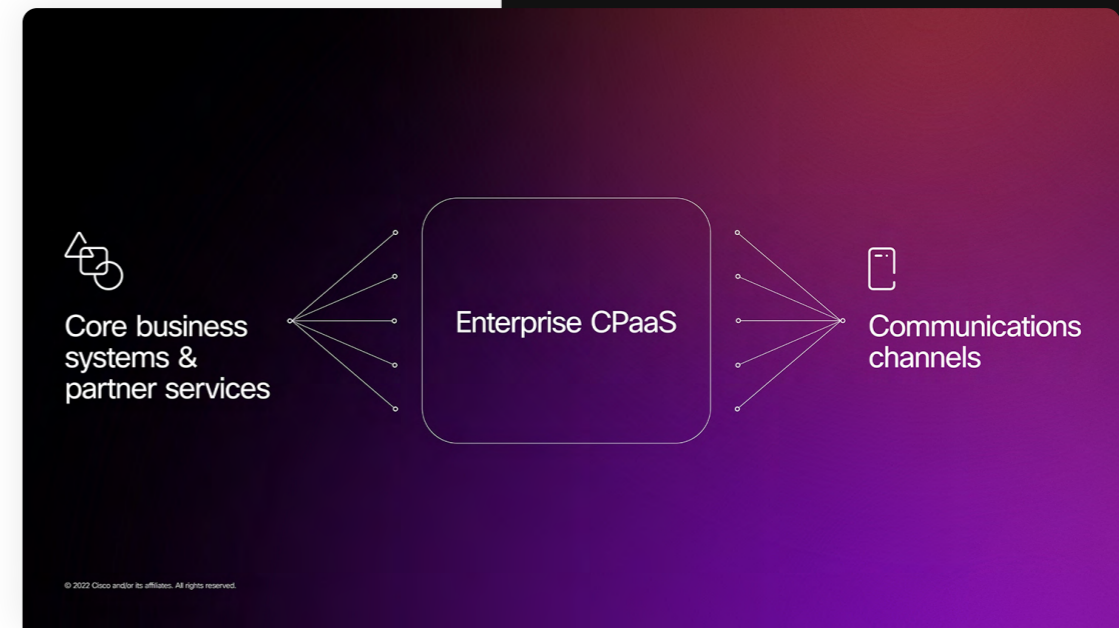 Core business
systems &
partner services
Enterprise CPaaS
Communications
channels
© 2022 Cisco and/or its affiliates. All rights reserved.